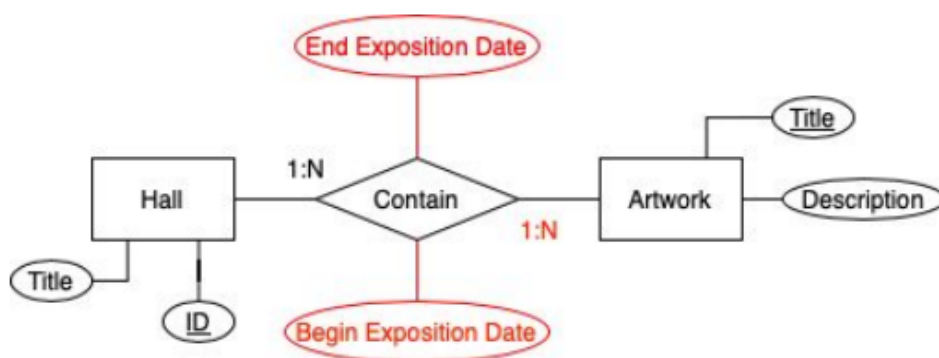 End Exposition Date
Title
1:N
Hall
Contain
Artwork
Description
1:N
Title
ID
Begin Exposition Date